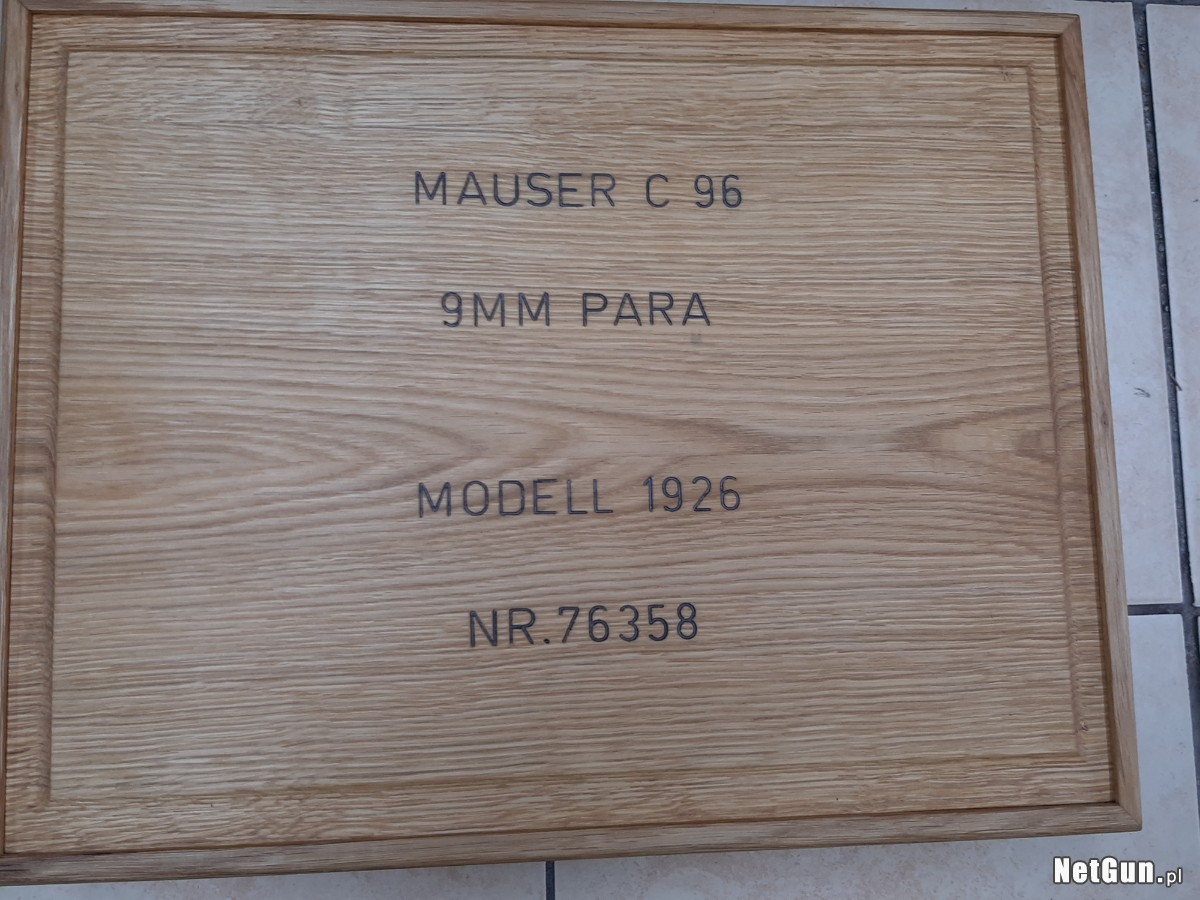 MAUSER C 96
9MM PARA
MODELL 1926
NR.76358
NetGun.pl